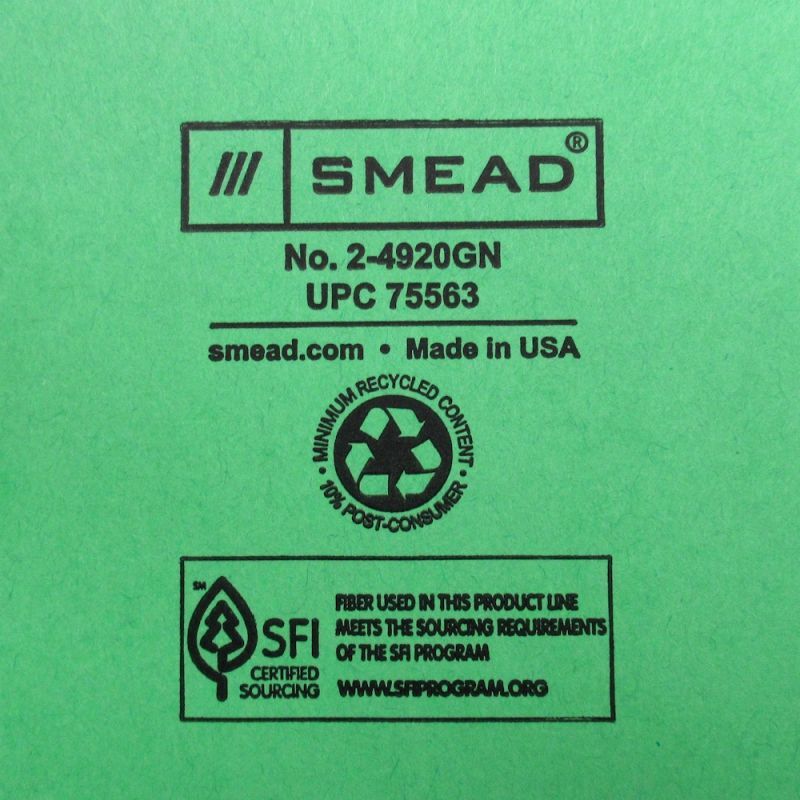 SMEAD®
No. 2-4920GN
UPC 75563
smead.com • Made in USA
• MINIMUM RECYCLED CONTENT •
10% POST-CONSUMER
SM
SFI
CERTIFIED
SOURCING
FIBER USED IN THIS PRODUCT LINE
MEETS THE SOURCING REQUIREMENTS
OF THE SFI PROGRAM
WWW.SFIPROGRAM.ORG